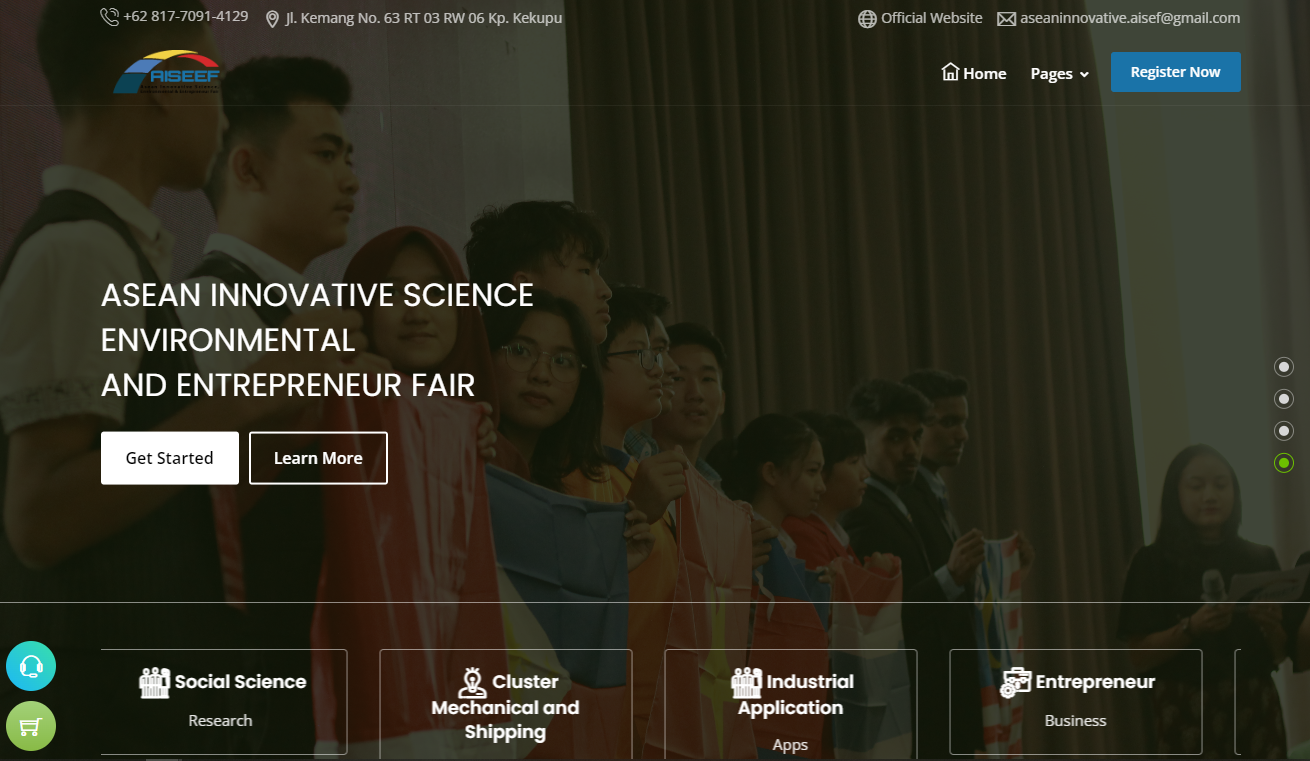 +62 817-7091-4129
Jl. Kemang No. 63 RT 03 RW 06 Kp. Kekupu
Official Website
aseaninnovative.aisef@gmail.com
AISEEF
Home
Pages
Register Now
ASEAN INNOVATIVE SCIENCE
ENVIRONMENTAL
AND ENTREPRENEUR FAIR
Get Started
Learn More
Social Science
Research
Cluster
Mechanical and
Shipping
Industrial
Application
Apps
Entrepreneur
Business